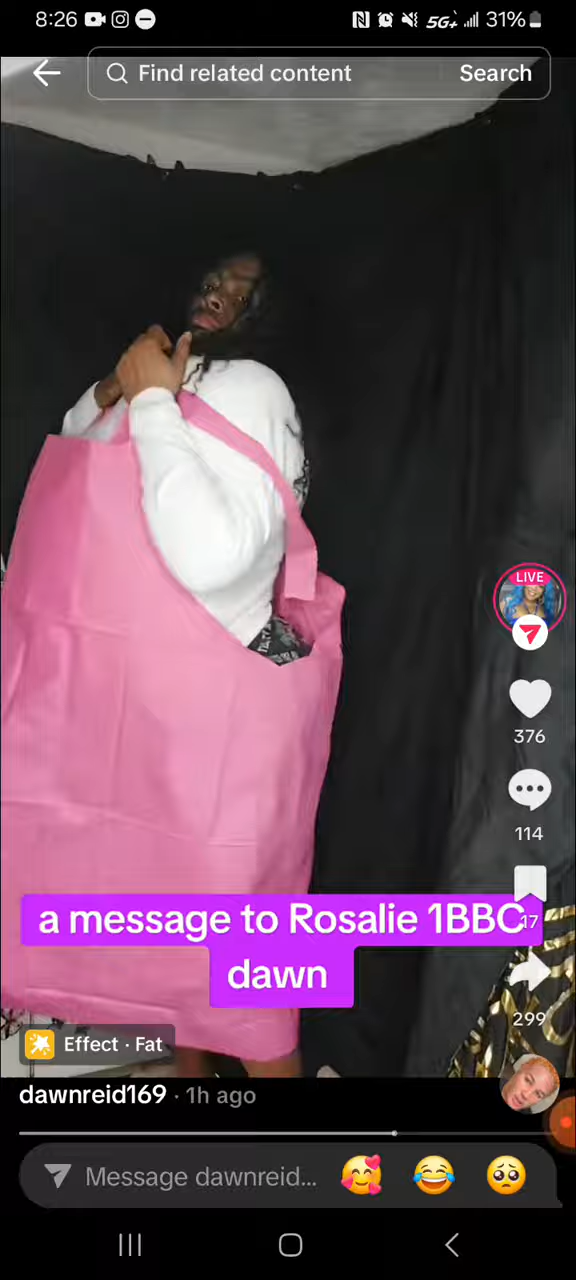 8:26
5G+ 31%
Find related content Search
LIVE
376
114
a message to Rosalie 1BBC
17
dawn
299
Effect · Fat
dawnreid169 · 1h ago
Message dawnreid...